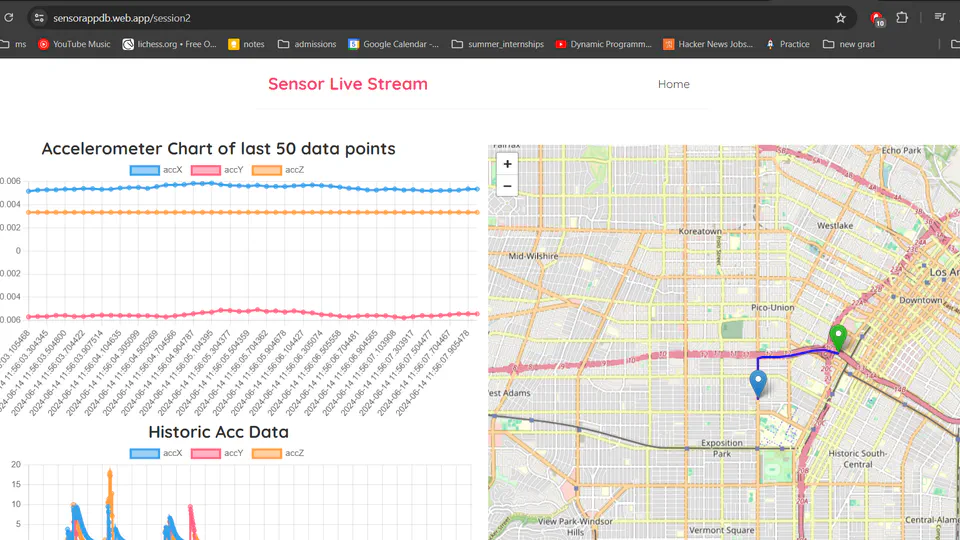 sensorappdb.web.app/session2
10
ms
YouTube Music
lichess.org • Free O...
notes
admissions
Google Calendar -...
summer_internships
Dynamic Programm...
Hacker News Jobs...
Practice
new grad
Sensor Live Stream
Home
Accelerometer Chart of last 50 data points
accX accY accZ
0.006
0.004
0.002
0
0.002
0.004
0.006
2024-06-14 11:56:03.105468
2024-06-14 11:56:03.304345
2024-06-14 11:56:03.504800
2024-06-14 11:56:03.704422
2024-06-14 11:56:03.907514
2024-06-14 11:56:04.104635
2024-06-14 11:56:04.305099
2024-06-14 11:56:04.505269
2024-06-14 11:56:04.704566
2024-06-14 11:56:04.904787
2024-06-14 11:56:05.104395
2024-06-14 11:56:05.304377
2024-06-14 11:56:05.504359
2024-06-14 11:56:05.704362
2024-06-14 11:56:05.904678
2024-06-14 11:56:06.104427
2024-06-14 11:56:06.305074
2024-06-14 11:56:06.505558
2024-06-14 11:56:06.704481
2024-06-14 11:56:06.904565
2024-06-14 11:56:07.103908
2024-06-14 11:56:07.303917
2024-06-14 11:56:07.504477
2024-06-14 11:56:07.704467
2024-06-14 11:56:07.905478
Historic Acc Data
accX accY accZ
20
15
10
5
+
−
Fairfax
Echo Park
Koreatown
Westlake
Mid-Wilshire
Los An
Downtown
Pico-Union
est Adams
Exposition
Park
Historic South-
Central
View Park-Windsor
Hills
Vermont Square
Central-Alame